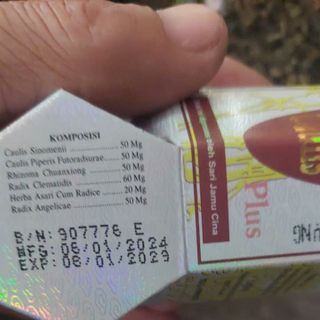 KOMPOSISI
Caulis Sinomenii 50 Mg
Caulis Piperis Futoradsurae 50 Mg
Rhizoma Chuanxiong 50 Mg
Radix Clematidis 60 Mg
Herba Asari Cum Radice 20 Mg
Radix Angelicae 50 Mg
B/N: 907776 E
MFG: 06/01/2024
EXP: 06/01/2029
Sari Jamu Cina
Plus